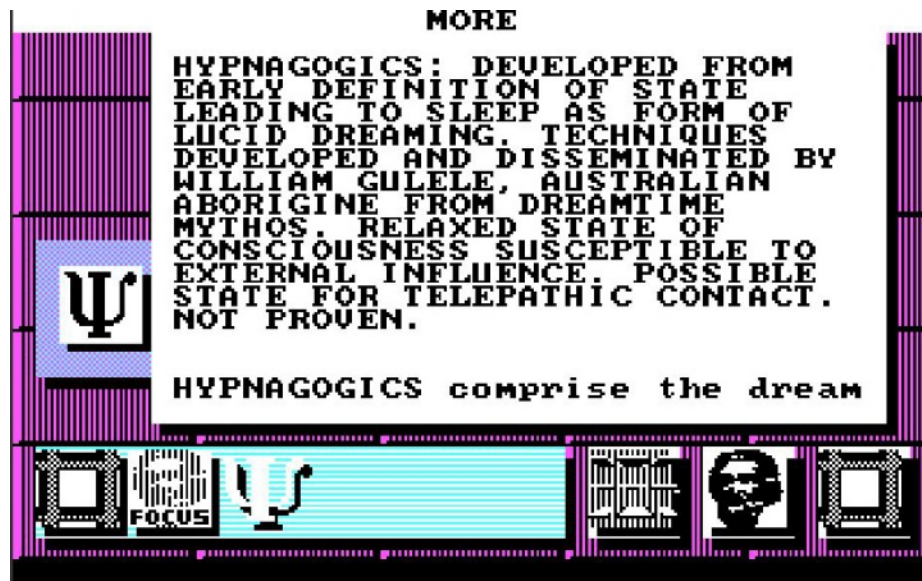 MORE
HYPNAGOGICS: DEVELOPED FROM
EARLY DEFINITION OF STATE
LEADING TO SLEEP AS FORM OF
LUCID DREAMING. TECHNIQUES
DEVELOPED AND DISSEMINATED BY
WILLIAM GULELE, AUSTRALIAN
ABORIGINE FROM DREAMTIME
MYTHOS. RELAXED STATE OF
CONSCIOUSNESS SUSCEPTIBLE TO
EXTERNAL INFLUENCE. POSSIBLE
STATE FOR TELEPATHIC CONTACT.
NOT PROVEN.
HYPNAGOGICS comprise the dream
Ψ
FOCUS Ψ